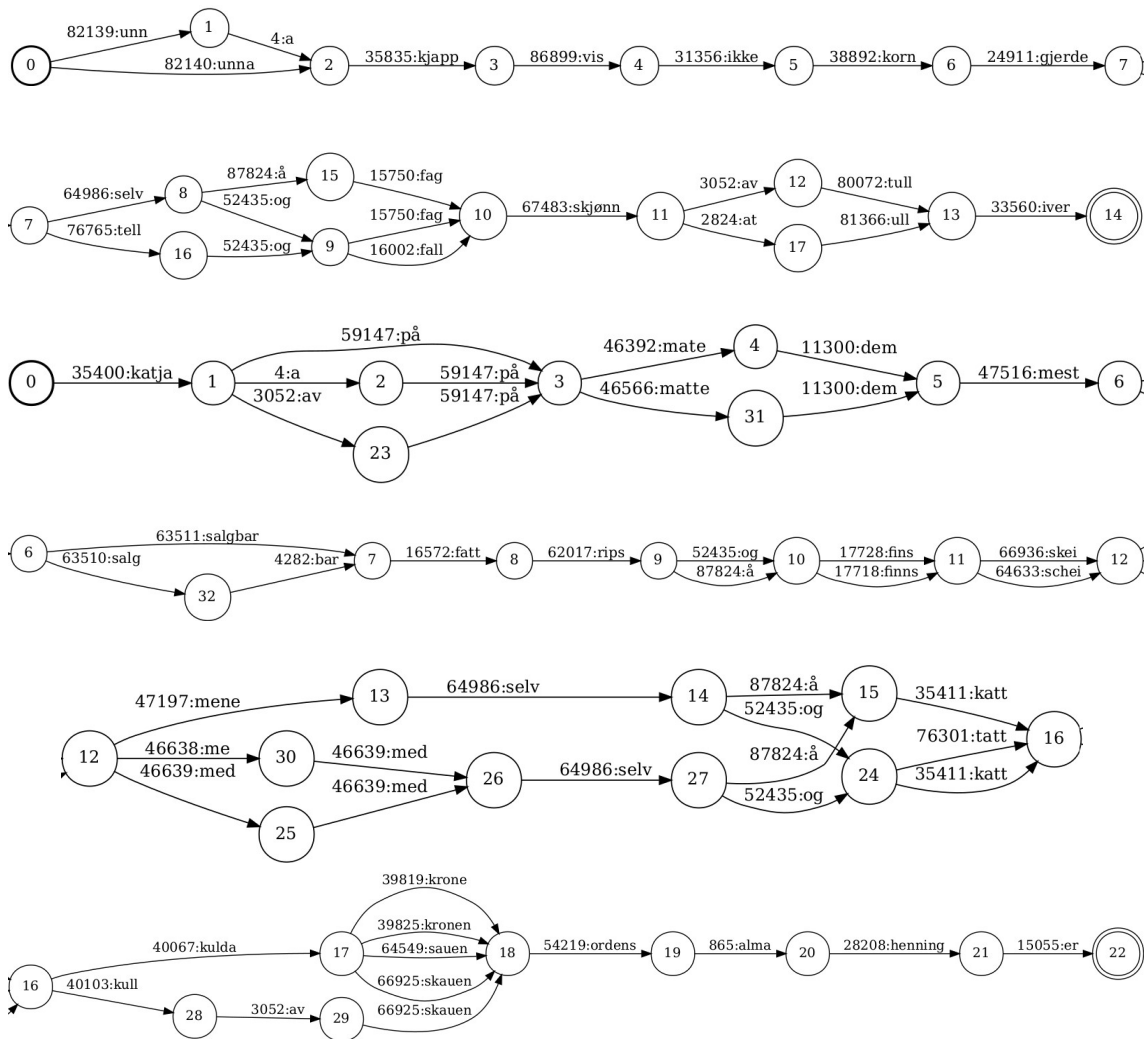 82139:unn 1 4:a
0 82140:unna 2 35835:kjapp 3 86899:vis 4 31356:ikke 5 38892:korn 6 24911:gjerde 7
64986:selv 8 87824:å 15 15750:fag 3052:av 12 80072:tull
7 52435:og 15750:fag 10 67483:skjønn 11 2824:at 81366:ull 13 33560:iver 14
76765:tell 16 52435:og 9 16002:fall 17
59147:på 46392:mate 4 11300:dem
0 35400:katja 1 4:a 2 59147:på 3 46566:matte 11300:dem 5 47516:mest 6
3052:av 23 59147:på 31
6 63511:salgbar 7 16572:fatt 8 62017:rips 9 52435:og 10 17728:fins 11 66936:skei 12
63510:salg 32 4282:bar 87824:å 17718:finns 64633:schei
47197:mene 13 64986:selv 14 87824:å 15 35411:katt
12 46638:me 30 46639:med 52435:og 76301:tatt 16
46639:med 26 64986:selv 27 87824:å 24 35411:katt
25 46639:med 52435:og
39819:krone
40067:kulda 17 39825:kronen
64549:sauen 18 54219:ordens 19 865:alma 20 28208:henning 21 15055:er 22
16 40103:kull 66925:skauen
28 3052:av 29 66925:skauen